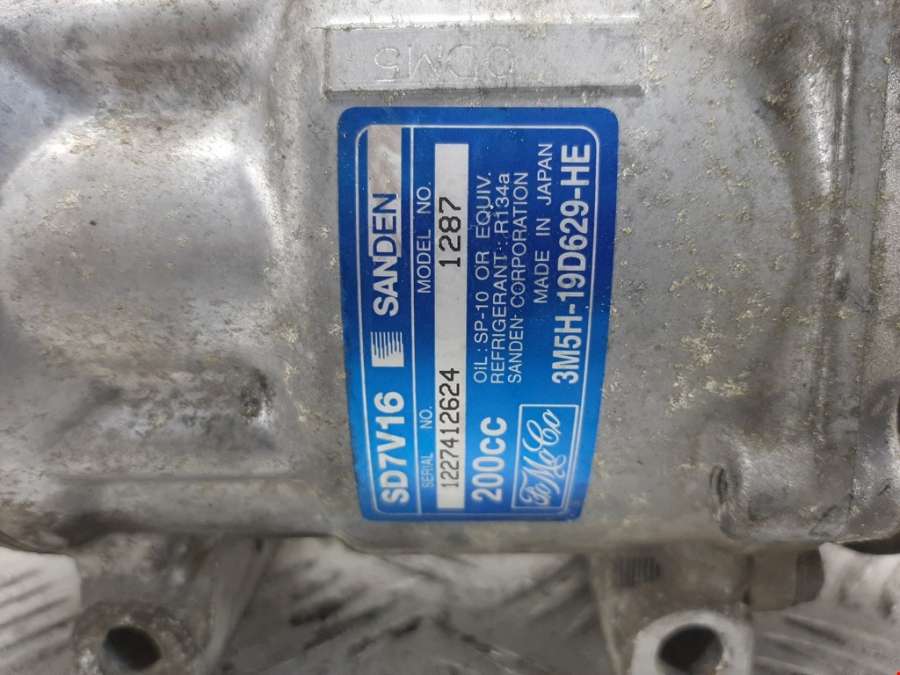 DDM5
SD7V16 SANDEN
SERIAL NO. MODEL NO.
1227412624 1287
200cc
OIL : SP-10 OR EQUIV.
REFRIGERANT : R134a
SANDEN CORPORATION
MADE IN JAPAN
FoMoCo
3M5H-19D629-HE